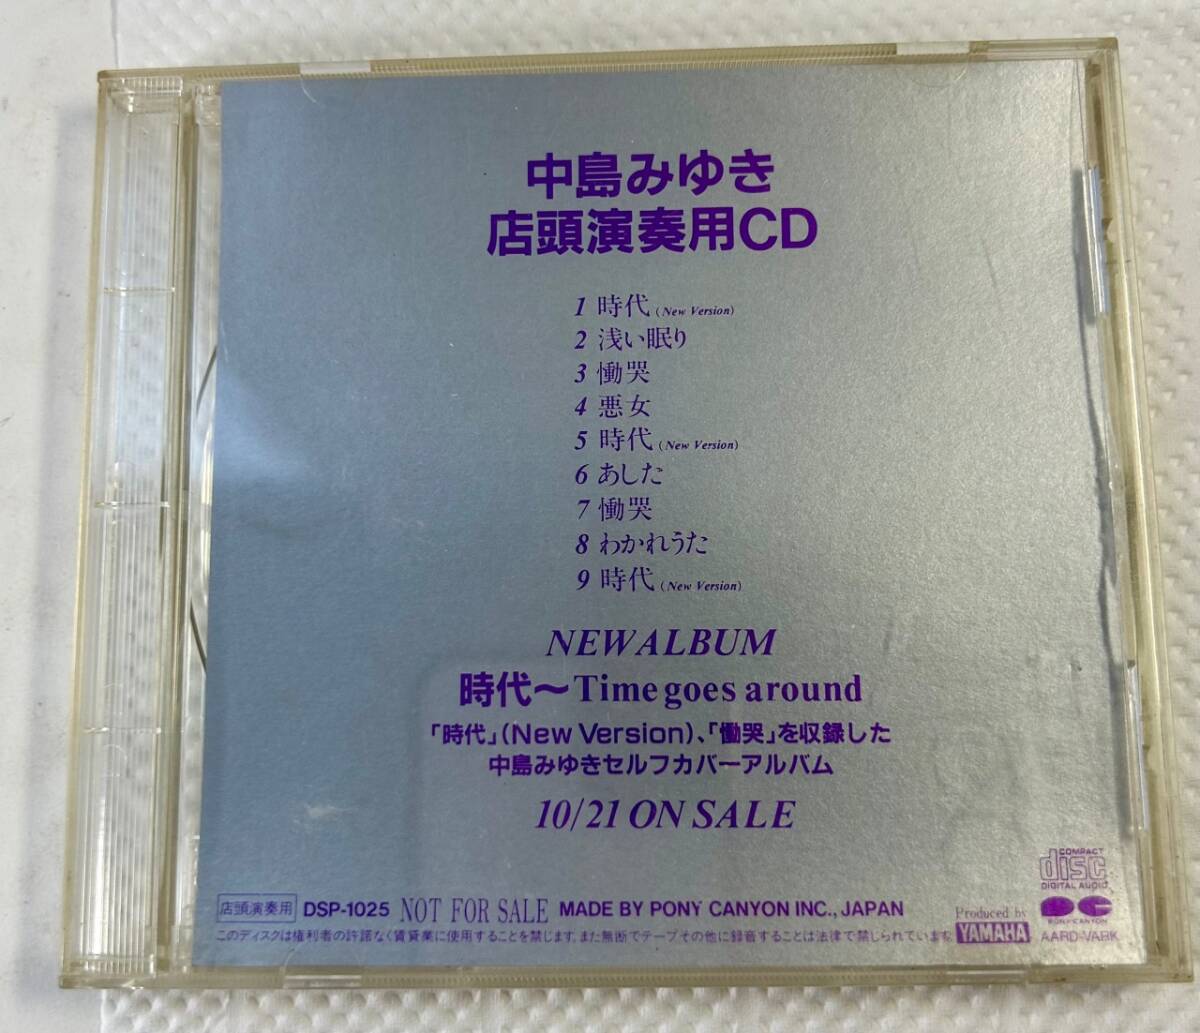 中島みゆき
店頭演奏用CD
1 時代 (New Version)
2 浅い眠り
3 慟哭
4 悪女
5 時代 (New Version)
6 あした
7 慟哭
8 わかれうた
9 時代 (New Version)
NEW ALBUM
時代〜Time goes around
「時代」(New Version)、「慟哭」を収録した
中島みゆきセルフカバーアルバム
10/21 ON SALE
COMPACT
disc
DIGITAL AUDIO
店頭演奏用 DSP-1025 NOT FOR SALE MADE BY PONY CANYON INC., JAPAN
Produced by
YAMAHA
PONY CANYON
AARD-VARK
このディスクは権利者の許諾なく賃貸業に使用することを禁じます。また無断でテープその他に録音することは法律で禁じられています。